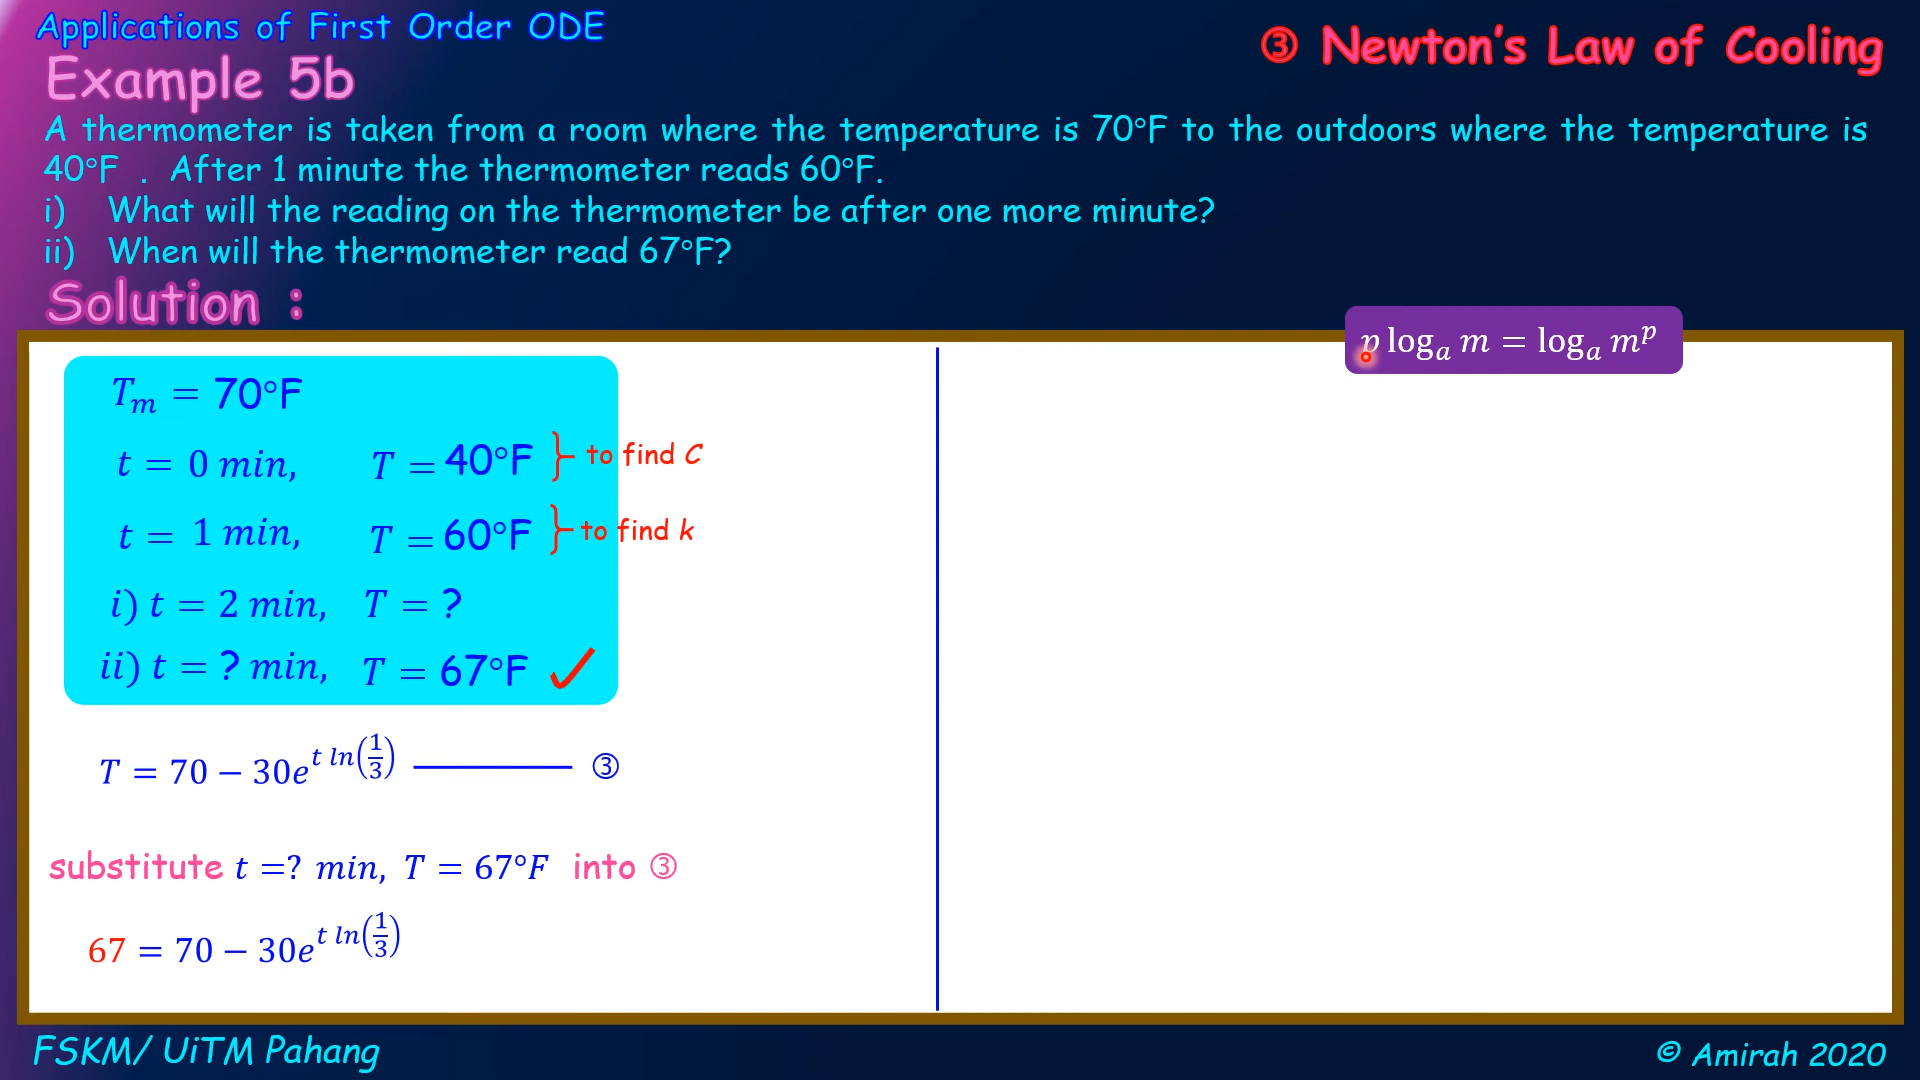 Applications of First Order ODE
③ Newton's Law of Cooling
Example 5b
A thermometer is taken from a room where the temperature is 70°F to the outdoors where the temperature is
40°F . After 1 minute the thermometer reads 60°F.
i) What will the reading on the thermometer be after one more minute?
ii) When will the thermometer read 67°F?
Solution :
p logₐ m = logₐ mᵖ
Tₘ = 70°F
t = 0 min, T = 40°F } to find C
t = 1 min, T = 60°F } to find k
i) t = 2 min, T = ?
ii) t = ? min, T = 67°F ✓
T = 70 − 30e^{t ln(1/3)} ——— ③
substitute t =? min, T = 67°F into ③
67 = 70 − 30e^{t ln(1/3)}
FSKM/ UiTM Pahang
© Amirah 2020